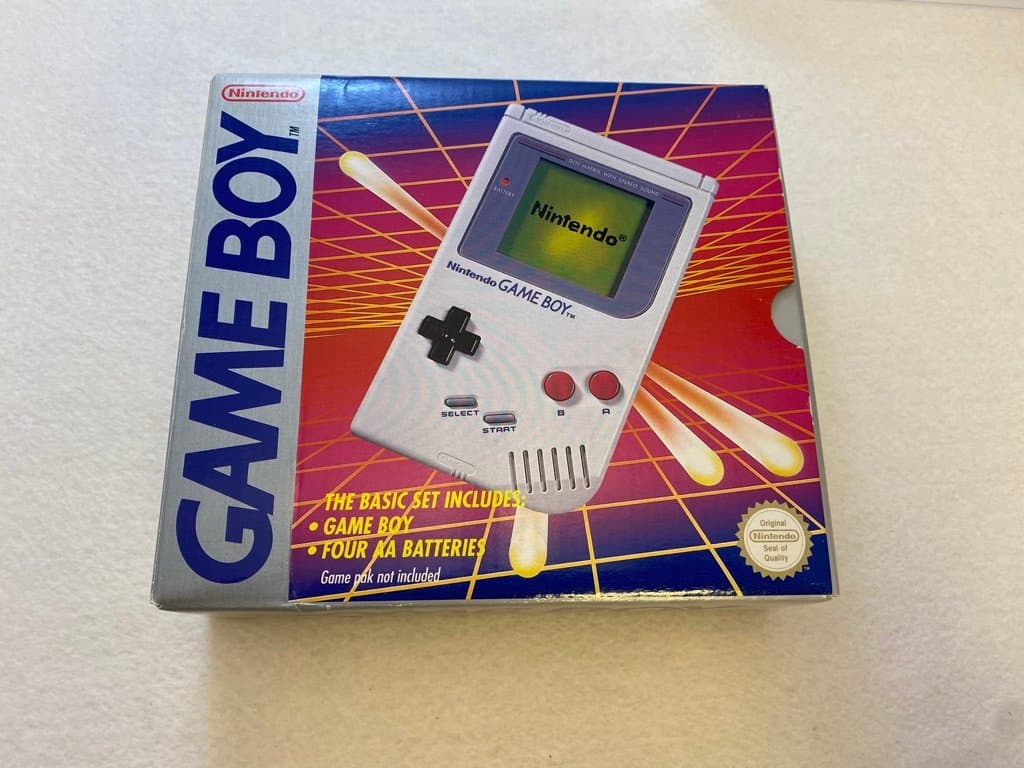 Nintendo
GAME BOY™
DOT MATRIX WITH STEREO SOUND
BATTERY
Nintendo®
Nintendo GAME BOY™
SELECT
START
B A
THE BASIC SET INCLUDES:
• GAME BOY
• FOUR AA BATTERIES
Game pak not included
Original
Nintendo
Seal of
Quality